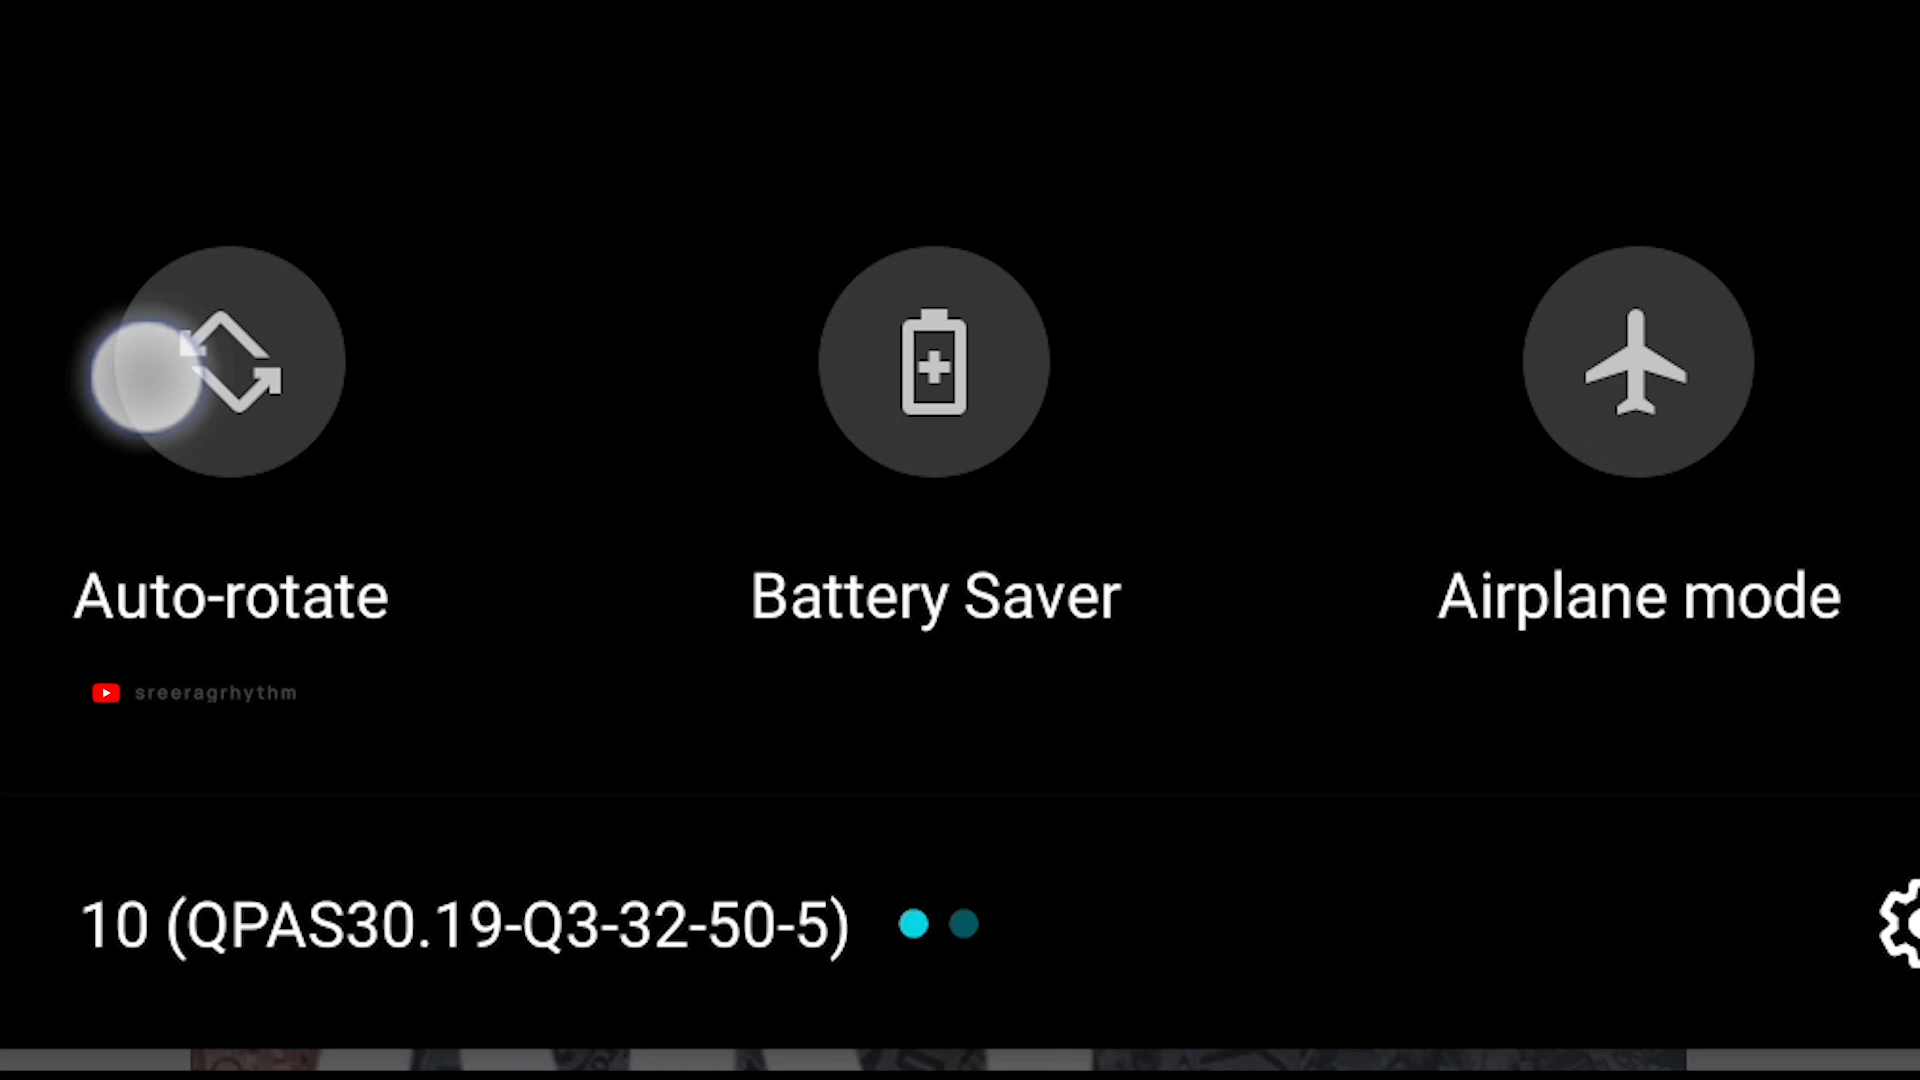 Auto-rotate
Battery Saver
Airplane mode
sreeragrhythm
10 (QPAS30.19-Q3-32-50-5)